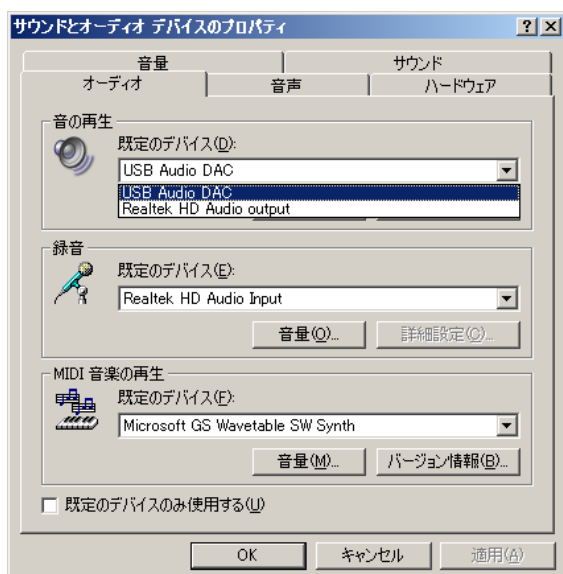 サウンドとオーディオ デバイスのプロパティ
音量
サウンド
オーディオ
音声
ハードウェア
音の再生
既定のデバイス(D):
USB Audio DAC
USB Audio DAC
Realtek HD Audio output
録音
既定のデバイス(E):
Realtek HD Audio Input
音量(O)...
詳細設定(C)...
MIDI 音楽の再生
既定のデバイス(F):
Microsoft GS Wavetable SW Synth
音量(M)...
バージョン情報(B)...
既定のデバイスのみ使用する(U)
OK
キャンセル
適用(A)